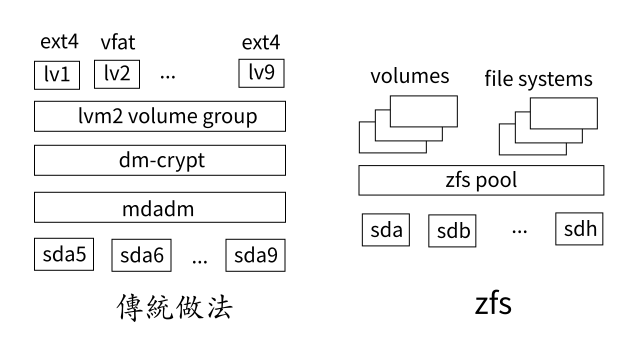 ext4 vfat ext4
lv1 lv2 ... lv9
lvm2 volume group
dm-crypt
mdadm
sda5 sda6 ... sda9
傳統做法
volumes file systems
zfs pool
sda sdb ... sdh
zfs